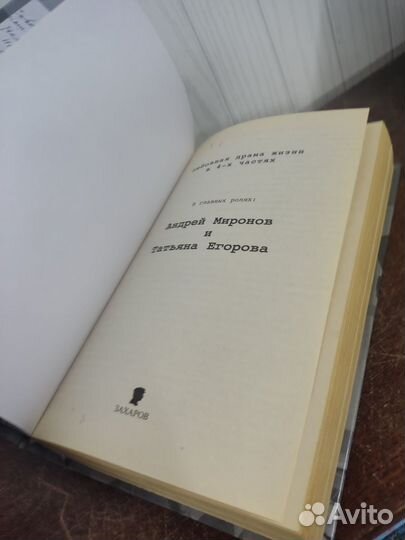 любовная драма жизни
в 4-х частях
в главных ролях:
Андрей Миронов
и
Татьяна Егорова
ЗАХАРОВ
Avito